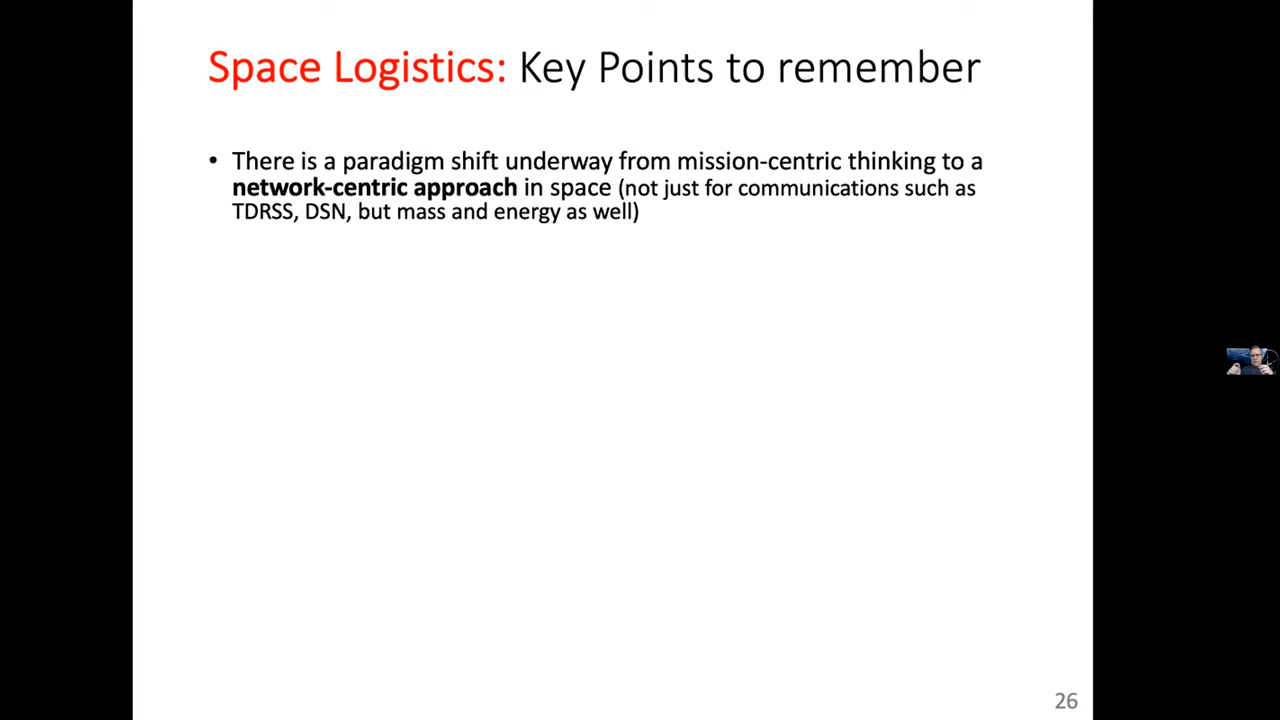 Space Logistics: Key Points to remember
• There is a paradigm shift underway from mission-centric thinking to a
network-centric approach in space (not just for communications such as
TDRSS, DSN, but mass and energy as well)
26